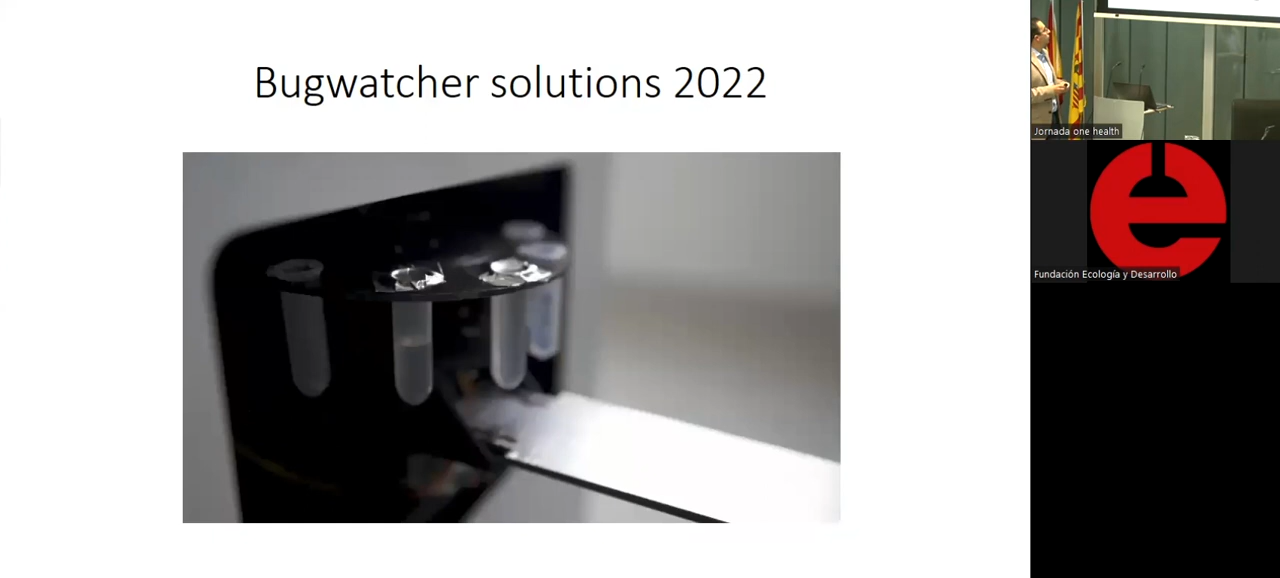 Bugwatcher solutions 2022
Jornada one health
Fundación Ecología y Desarrollo